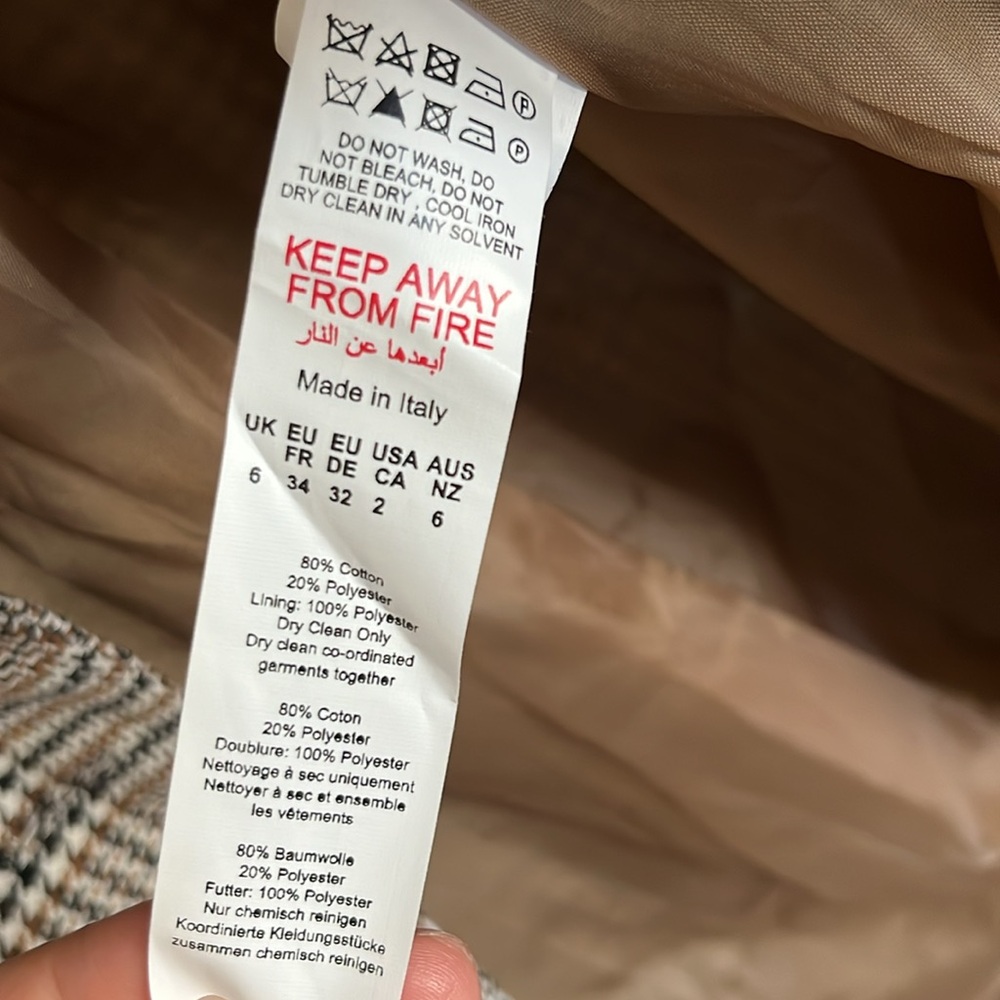 P
P
DO NOT WASH, DO
NOT BLEACH, DO NOT
TUMBLE DRY , COOL IRON
DRY CLEAN IN ANY SOLVENT
KEEP AWAY
FROM FIRE
أبعدها عن النار
Made in Italy
UK EU EU USA AUS
FR DE CA NZ
6 34 32 2 6
80% Cotton
20% Polyester
Lining: 100% Polyester
Dry Clean Only
Dry clean co-ordinated
garments together
80% Coton
20% Polyester
Doublure: 100% Polyester
Nettoyage à sec uniquement
Nettoyer à sec et ensemble
les vêtements
80% Baumwolle
20% Polyester
Futter: 100% Polyester
Nur chemisch reinigen
Koordinierte Kleidungsstücke
zusammen chemisch reinigen